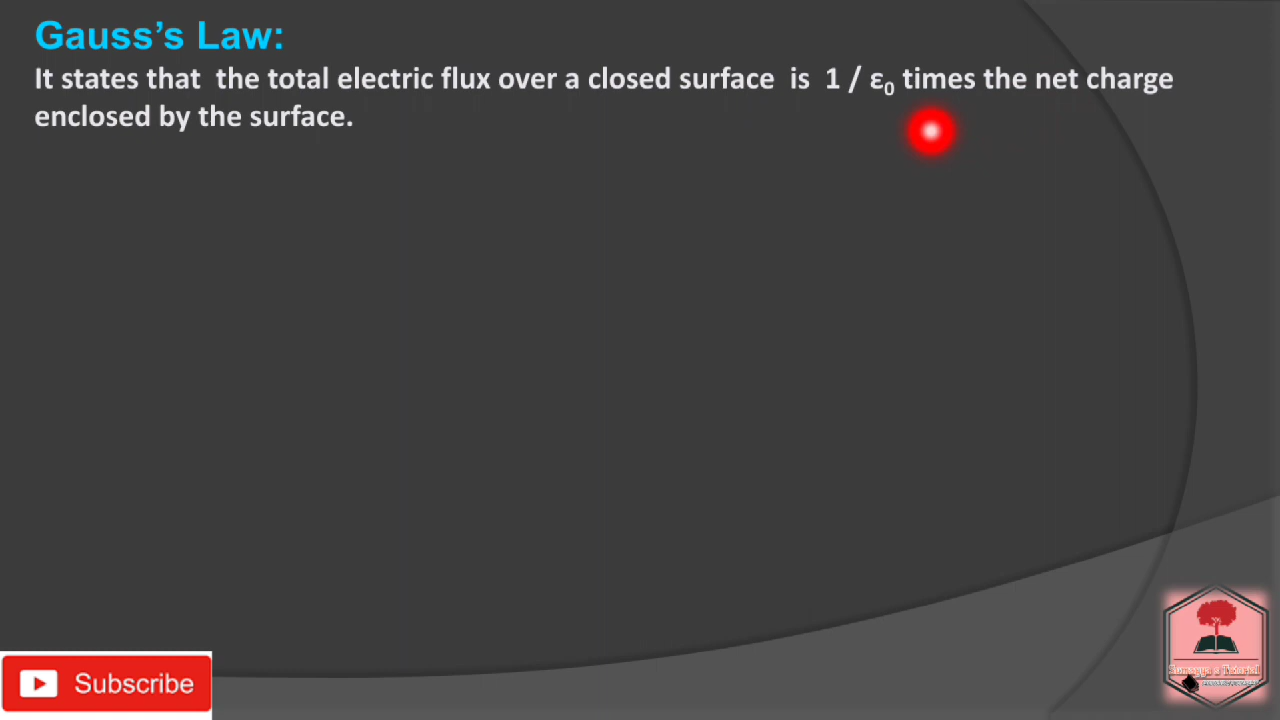 Gauss’s Law:
It states that the total electric flux over a closed surface is 1 / ε₀ times the net charge
enclosed by the surface.
Subscribe